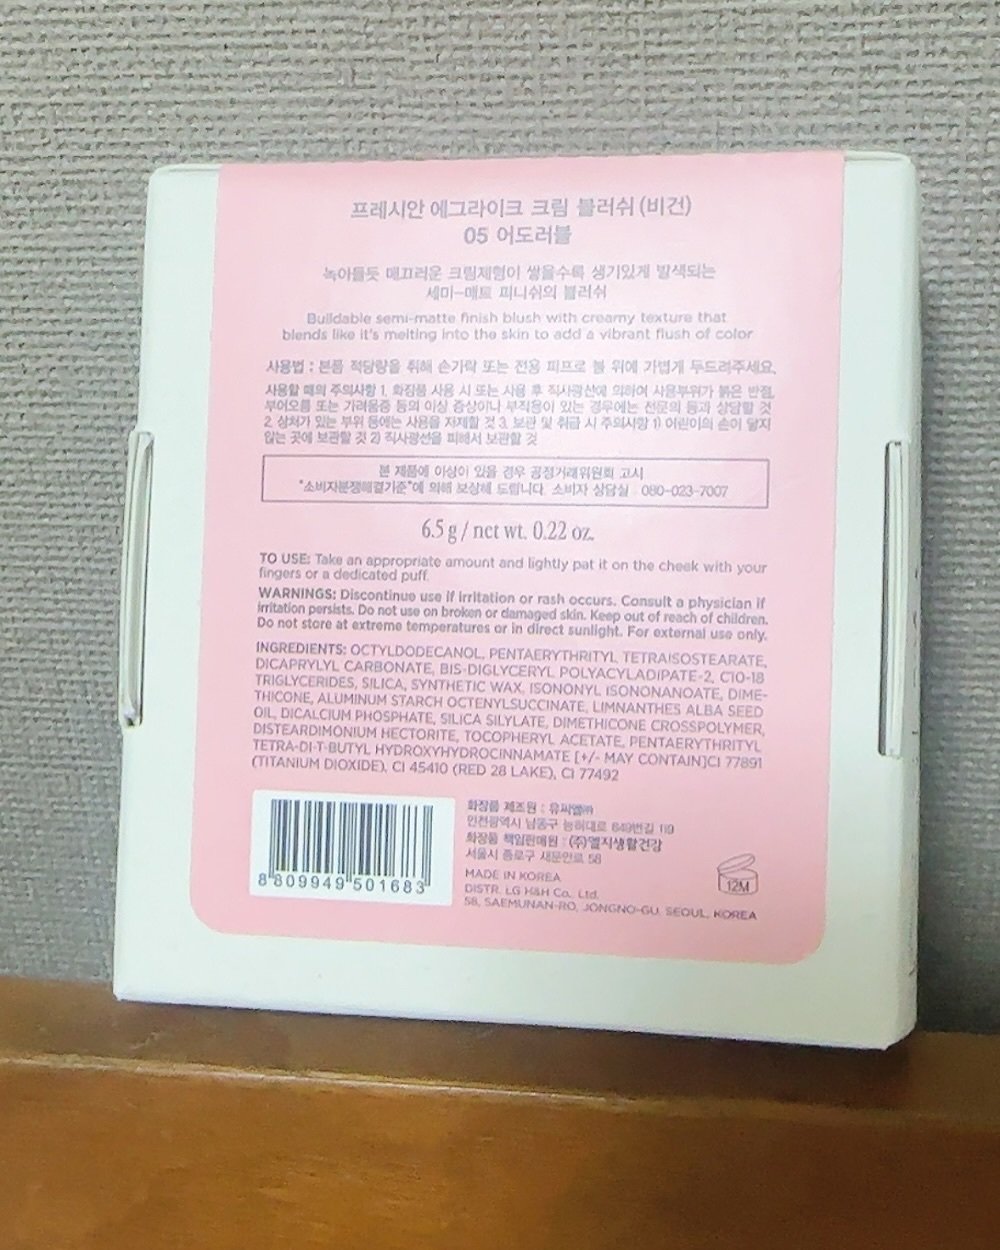 프레시안 에그라이크 크림 블러쉬 (비건)
05 어도러블
녹아들듯 매끄러운 크림제형이 쌓을수록 생기있게 발색되는
세미-매트 피니쉬의 블러쉬
Buildable semi-matte finish blush with creamy texture that
blends like it's melting into the skin to add a vibrant flush of color
사용법 : 본품 적당량을 취해 손가락 또는 전용 퍼프로 볼 위에 가볍게 두드려주세요.
사용할 때의 주의사항 1. 화장품 사용 시 또는 사용 후 직사광선에 의하여 사용부위가 붉은 반점,
부어오름 또는 가려움증 등의 이상 증상이나 부작용이 있는 경우에는 전문의 등과 상담할 것
2. 상처가 있는 부위 등에는 사용을 자제할 것 3. 보관 및 취급 시 주의사항 1) 어린이의 손이 닿지
않는 곳에 보관할 것 2) 직사광선을 피해서 보관할 것
본 제품에 이상이 있을 경우 공정거래위원회 고시
"소비자분쟁해결기준"에 의해 보상해 드립니다. 소비자 상담실 : 080-023-7007
6.5 g / net wt. 0.22 oz.
TO USE: Take an appropriate amount and lightly pat it on the cheek with your
fingers or a dedicated puff.
WARNINGS: Discontinue use if irritation or rash occurs. Consult a physician if
irritation persists. Do not use on broken or damaged skin. Keep out of reach of children.
Do not store at extreme temperatures or in direct sunlight. For external use only.
INGREDIENTS: OCTYLDODECANOL, PENTAERYTHRITYL TETRAISOSTEARATE,
DICAPRYLYL CARBONATE, BIS-DIGLYCERYL POLYACYLADIPATE-2, C10-18
TRIGLYCERIDES, SILICA, SYNTHETIC WAX, ISONONYL ISONONANOATE, DIME-
THICONE, ALUMINUM STARCH OCTENYLSUCCINATE, LIMNANTHES ALBA SEED
OIL, DICALCIUM PHOSPHATE, SILICA SILYLATE, DIMETHICONE CROSSPOLYMER,
DISTEARDIMONIUM HECTORITE, TOCOPHERYL ACETATE, PENTAERYTHRITYL
TETRA-DI-T-BUTYL HYDROXYHYDROCINNAMATE [+/- MAY CONTAIN]CI 77891
(TITANIUM DIOXIDE), CI 45410 (RED 28 LAKE), CI 77492
8 809949 501683
화장품 제조원 : 유씨엘㈜
인천광역시 남동구 능허대로 649번길 119
화장품 책임판매원 : (주)엘지생활건강
서울시 종로구 새문안로 58
MADE IN KOREA
DISTR. LG H&H Co., Ltd.
58, SAEMUNAN-RO, JONGNO-GU, SEOUL, KOREA
12M